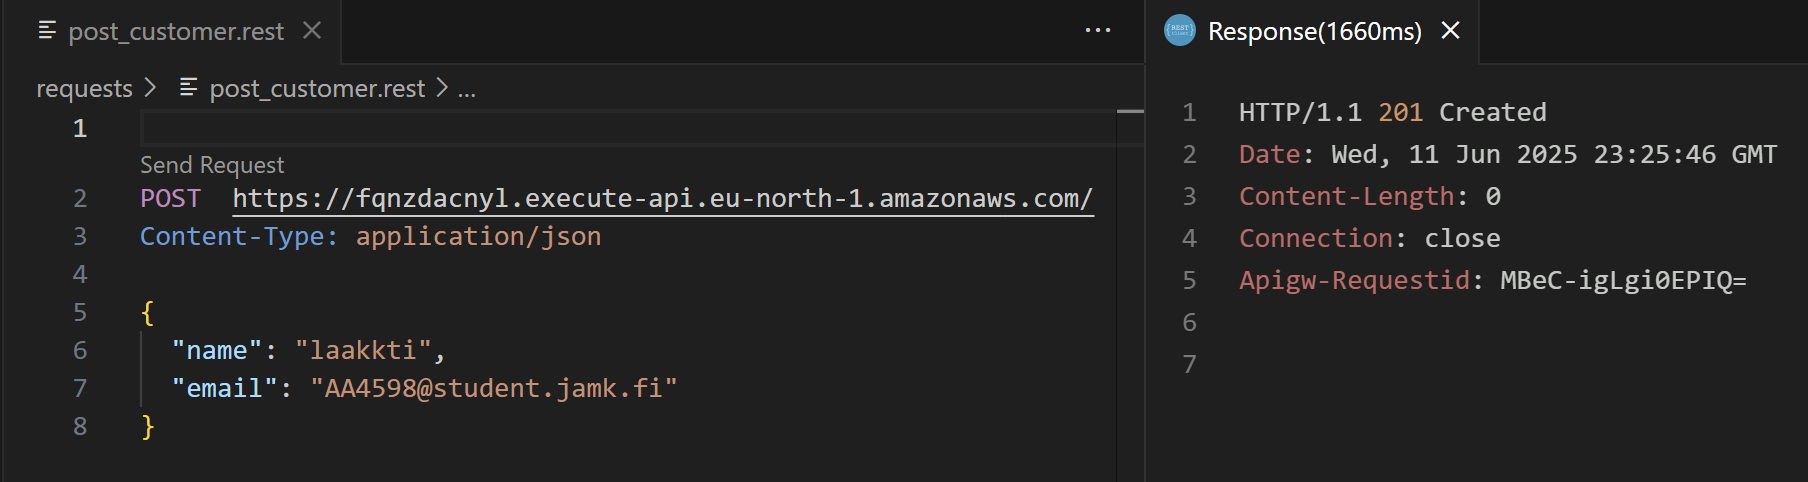 post_customer.rest
requests > post_customer.rest > ...
1
Send Request
2 POST https://fqnzdacnyl.execute-api.eu-north-1.amazonaws.com/
3 Content-Type: application/json
4
5 {
6 "name": "laakkti",
7 "email": "AA4598@student.jamk.fi"
8 }
{REST Client}
Response(1660ms)
1 HTTP/1.1 201 Created
2 Date: Wed, 11 Jun 2025 23:25:46 GMT
3 Content-Length: 0
4 Connection: close
5 Apigw-Requestid: MBeC-igLgi0EPIQ=
6
7